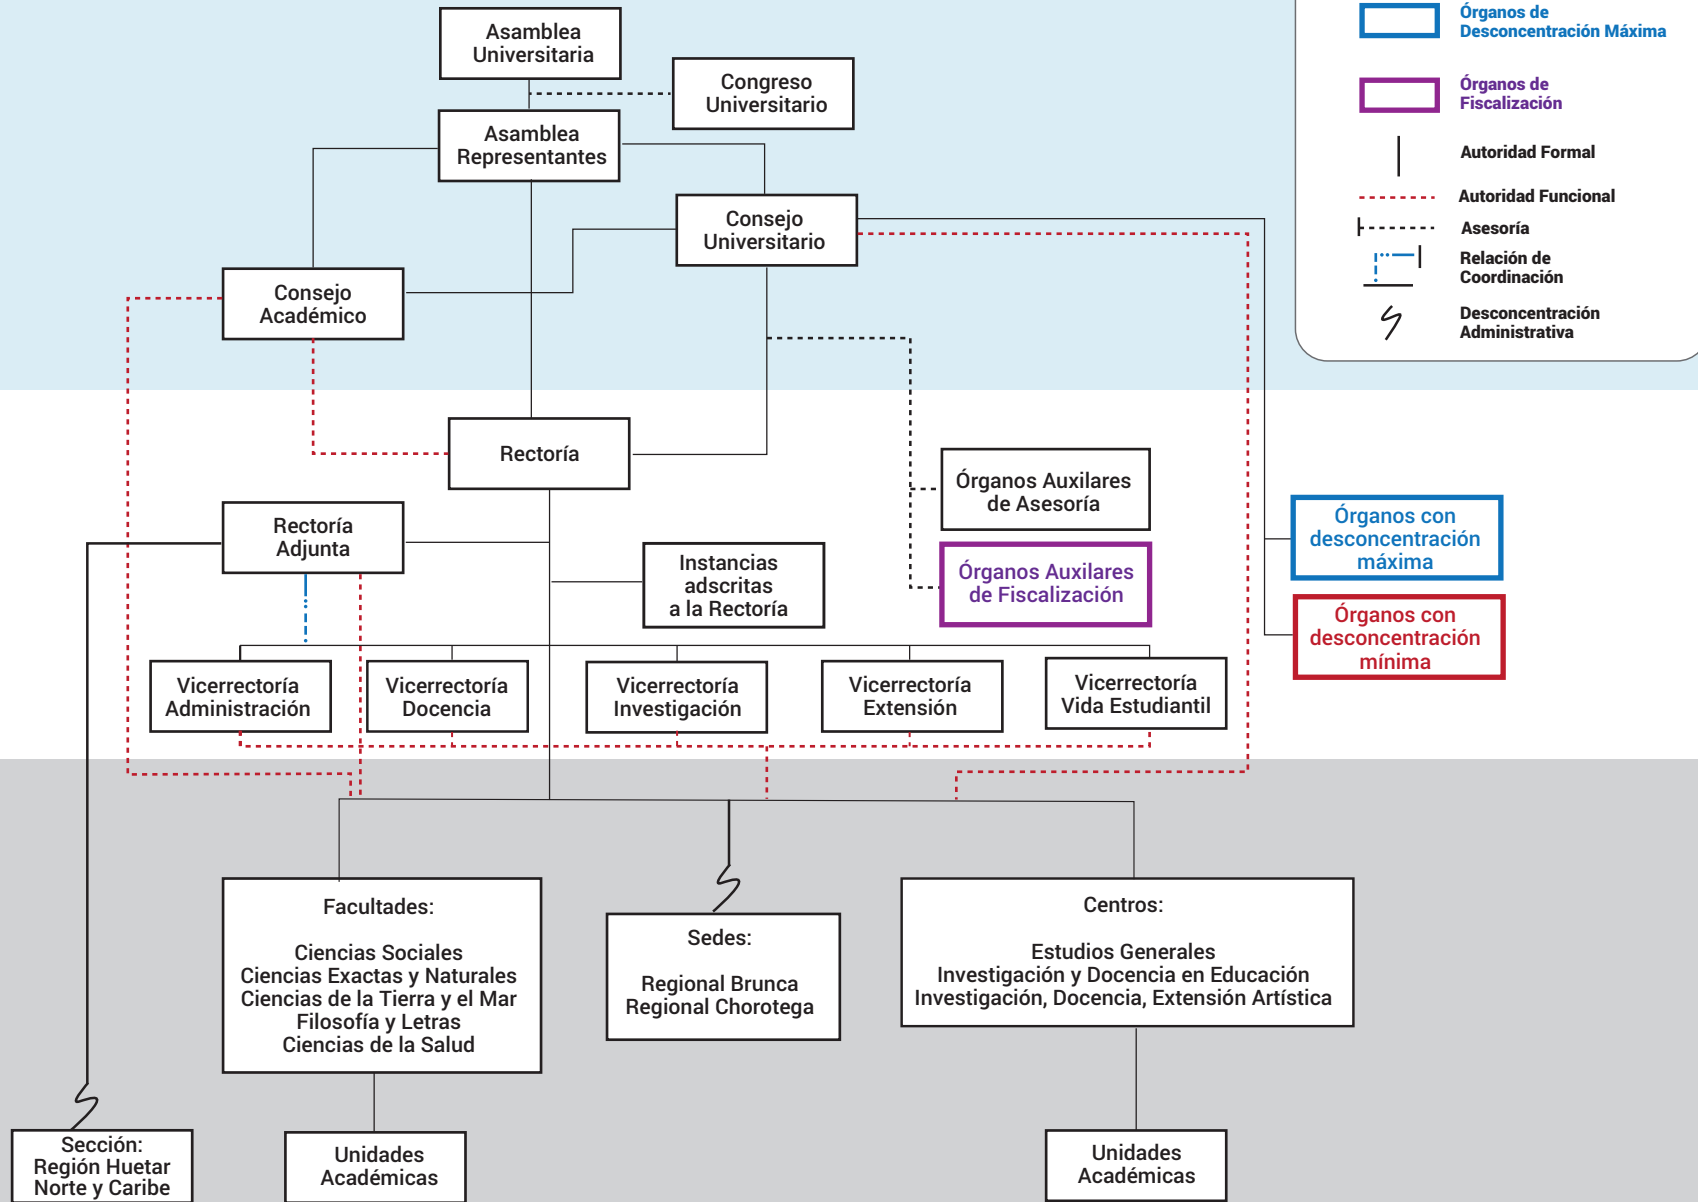 Asamblea
Universitaria
Congreso
Universitario
Asamblea
Representantes
Consejo
Universitario
Consejo
Académico
Órganos de
Desconcentración Máxima
Órganos de
Fiscalización
Autoridad Formal
Autoridad Funcional
Asesoría
Relación de
Coordinación
Desconcentración
Administrativa
Rectoría
Rectoría
Adjunta
Instancias
adscritas
a la Rectoría
Órganos Auxilares
de Asesoría
Órganos Auxilares
de Fiscalización
Órganos con
desconcentración
máxima
Órganos con
desconcentración
mínima
Vicerrectoría
Administración
Vicerrectoría
Docencia
Vicerrectoría
Investigación
Vicerrectoría
Extensión
Vicerrectoría
Vida Estudiantil
Facultades:
Ciencias Sociales
Ciencias Exactas y Naturales
Ciencias de la Tierra y el Mar
Filosofía y Letras
Ciencias de la Salud
Sedes:
Regional Brunca
Regional Chorotega
Centros:
Estudios Generales
Investigación y Docencia en Educación
Investigación, Docencia, Extensión Artística
Sección:
Región Huetar
Norte y Caribe
Unidades
Académicas
Unidades
Académicas